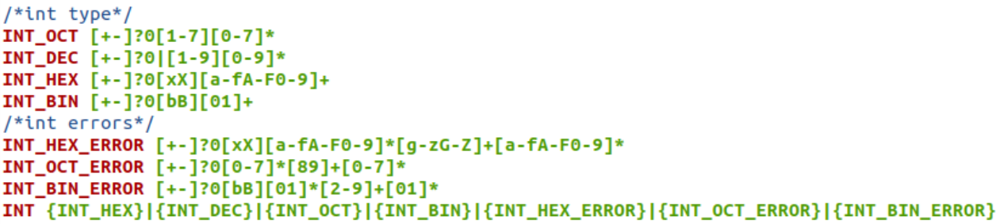 /*int type*/
INT_OCT [+-]?0[1-7][0-7]*
INT_DEC [+-]?0|[1-9][0-9]*
INT_HEX [+-]?0[xX][a-fA-F0-9]+
INT_BIN [+-]?0[bB][01]+
/*int errors*/
INT_HEX_ERROR [+-]?0[xX][a-fA-F0-9]*[g-zG-Z]+[a-fA-F0-9]*
INT_OCT_ERROR [+-]?0[0-7]*[89]+[0-7]*
INT_BIN_ERROR [+-]?0[bB][01]*[2-9]+[01]*
INT {INT_HEX}|{INT_DEC}|{INT_OCT}|{INT_BIN}|{INT_HEX_ERROR}|{INT_OCT_ERROR}|{INT_BIN_ERROR}